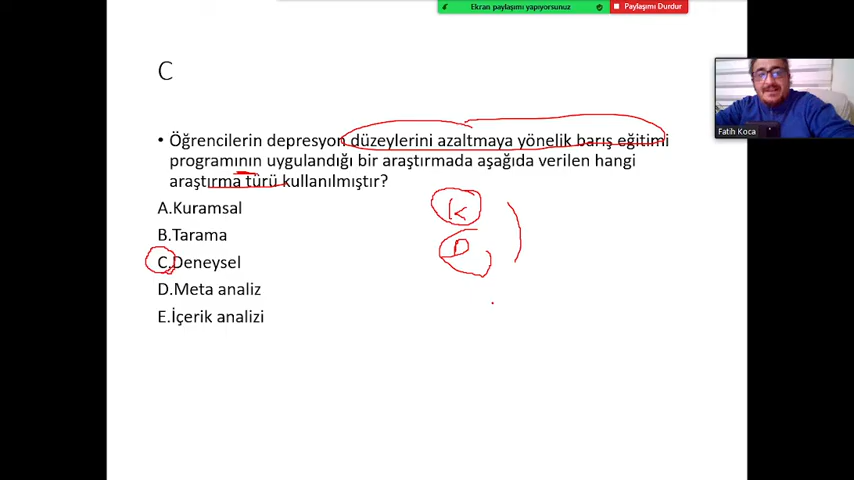 Ekran paylaşımı yapıyorsunuz
Paylaşımı Durdur
C
Fatih Koca
• Öğrencilerin depresyon düzeylerini azaltmaya yönelik barış eğitimi
programının uygulandığı bir araştırmada aşağıda verilen hangi
araştırma türü kullanılmıştır?
A.Kuramsal
K
B.Tarama
D
C.Deneysel
D.Meta analiz
E.İçerik analizi